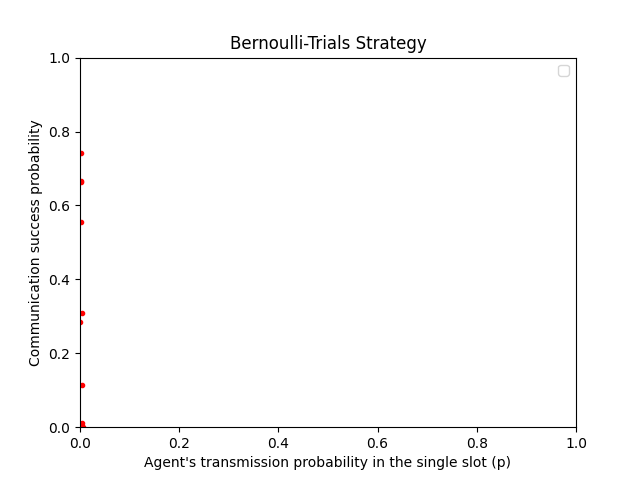 Bernoulli-Trials Strategy
Communication success probability
1.0
0.8
0.6
0.4
0.2
0.0
0.0 0.2 0.4 0.6 0.8 1.0
Agent's transmission probability in the single slot (p)